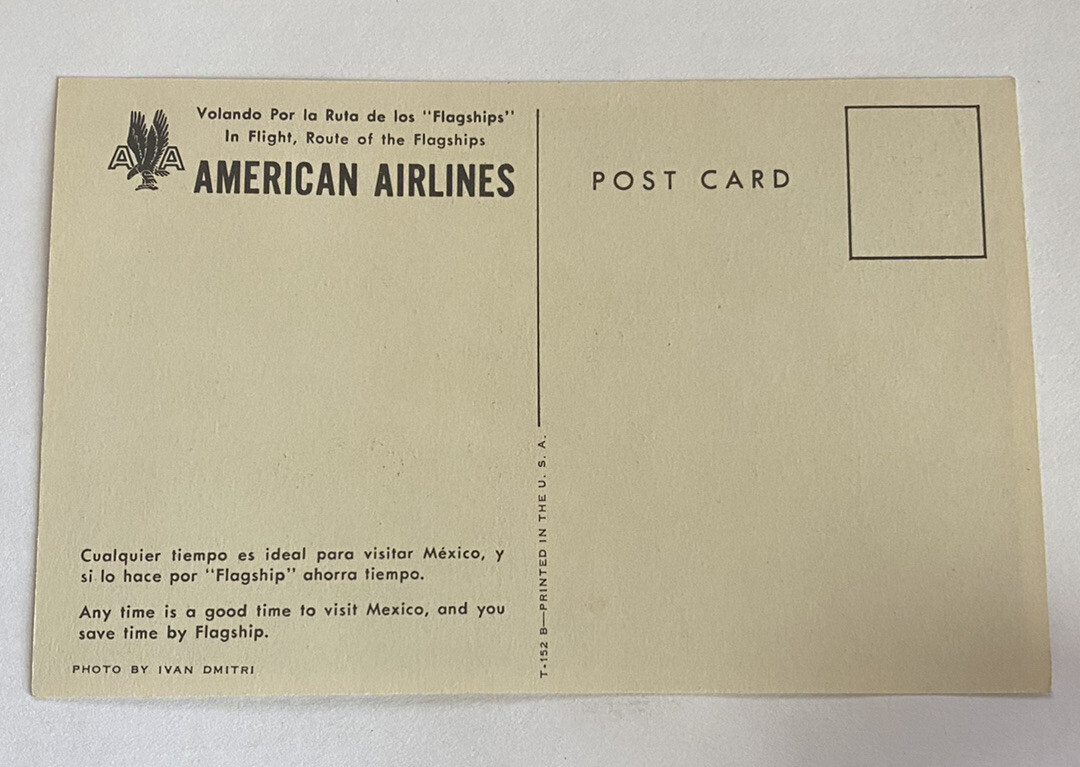 Volando Por la Ruta de los "Flagships"
In Flight, Route of the Flagships
A A
AMERICAN AIRLINES
POST CARD
Cualquier tiempo es ideal para visitar México, y
si lo hace por "Flagship" ahorra tiempo.
Any time is a good time to visit Mexico, and you
save time by Flagship.
PHOTO BY IVAN DMITRI
T-152 B—PRINTED IN THE U. S. A.